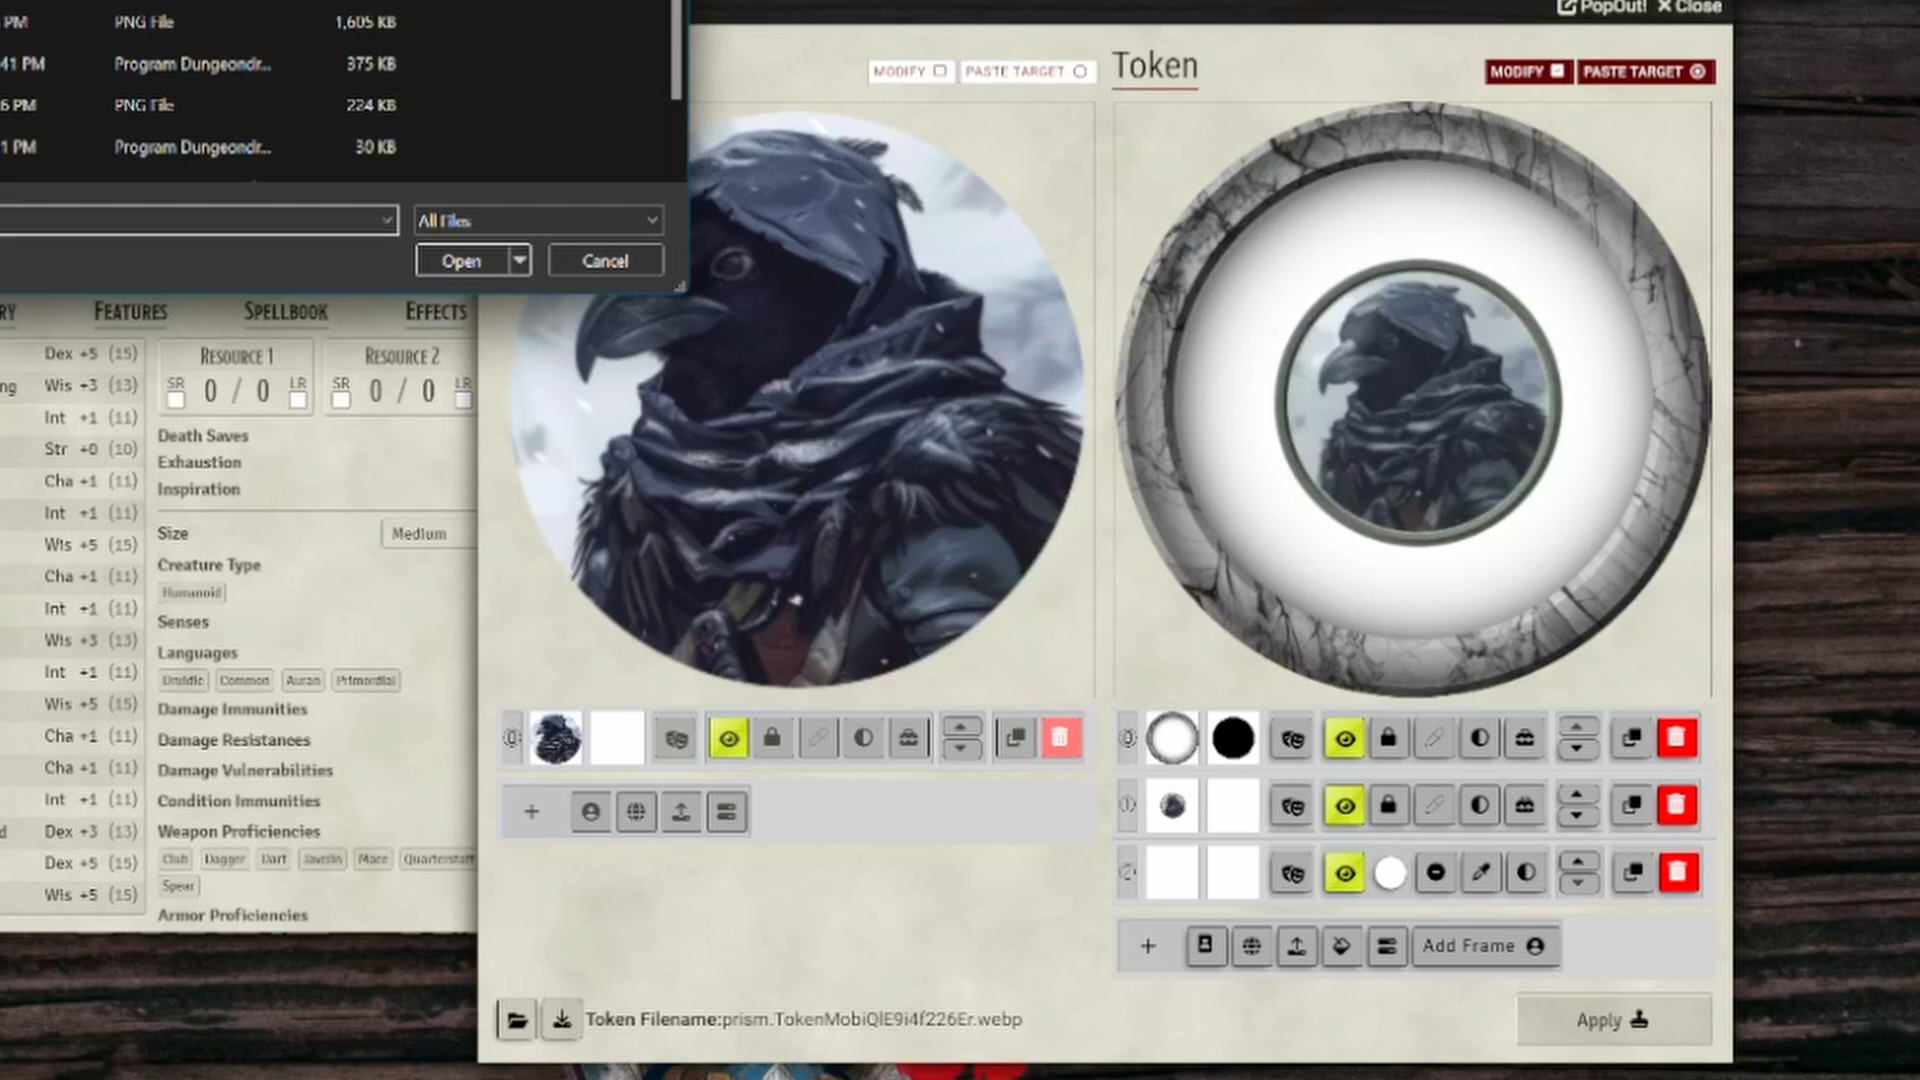 PM PNG File 1,605 KB
41 PM Program Dungeondr... 375 KB
6 PM PNG File 224 KB
1 PM Program Dungeondr... 30 KB
All Files
Open Cancel
PopOut! Close
MODIFY PASTE TARGET
Token
MODIFY PASTE TARGET
RY FEATURES SPELLBOOK EFFECTS
Dex +5 (15)
ng Wis +3 (13)
Int +1 (11)
Str +0 (10)
Cha +1 (11)
Int +1 (11)
Wis +5 (15)
Cha +1 (11)
Int +1 (11)
Wis +3 (13)
Int +1 (11)
Wis +5 (15)
Cha +1 (11)
Cha +1 (11)
Int +1 (11)
d Dex +3 (13)
Dex +5 (15)
Wis +5 (15)
RESOURCE 1 RESOURCE 2
SR 0 / 0 LR SR 0 / 0 LR
Death Saves
Exhaustion
Inspiration
Size Medium
Creature Type
Humanoid
Senses
Languages
Druidic Common Auran Primordial
Damage Immunities
Damage Resistances
Damage Vulnerabilities
Condition Immunities
Weapon Proficiencies
Club Dagger Dart Javelin Mace Quarterstaff
Spear
Armor Proficiencies
0
0
1
2
+
+ Add Frame
Token Filename:prism.TokenMobiQlE9i4f226Er.webp
Apply